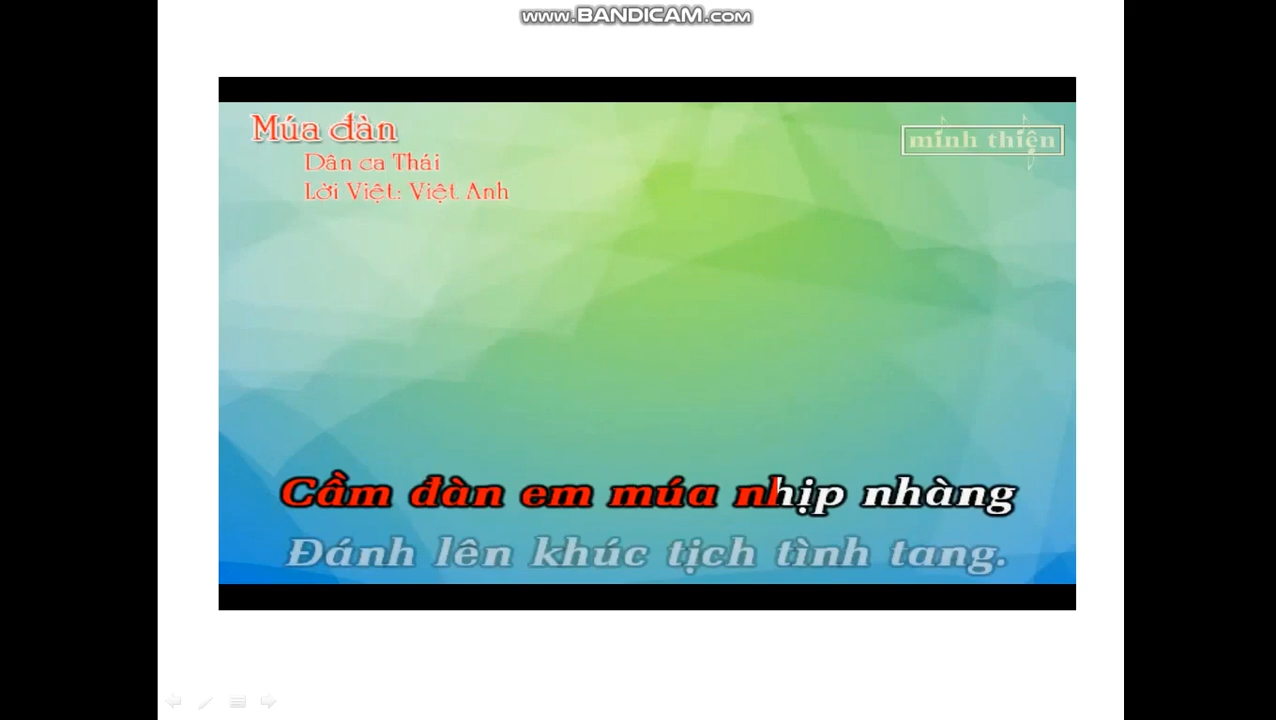 www.BANDICAM.com
Múa đàn
Dân ca Thái
Lời Việt: Việt Anh
minh thiện
Cầm đàn em múa nhịp nhàng
Đánh lên khúc tịch tình tang.